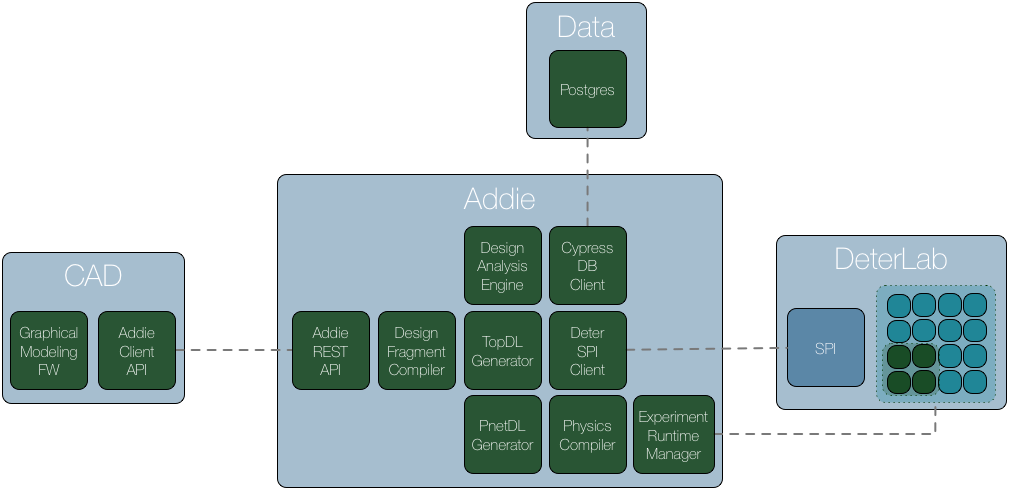 Data
Postgres
Addie
Design
Analysis
Engine
Cypress
DB
Client
CAD
Graphical
Modeling
FW
Addie
Client
API
Addie
REST
API
Design
Fragment
Compiler
TopDL
Generator
Deter
SPI
Client
PnetDL
Generator
Physics
Compiler
Experiment
Runtime
Manager
DeterLab
SPI